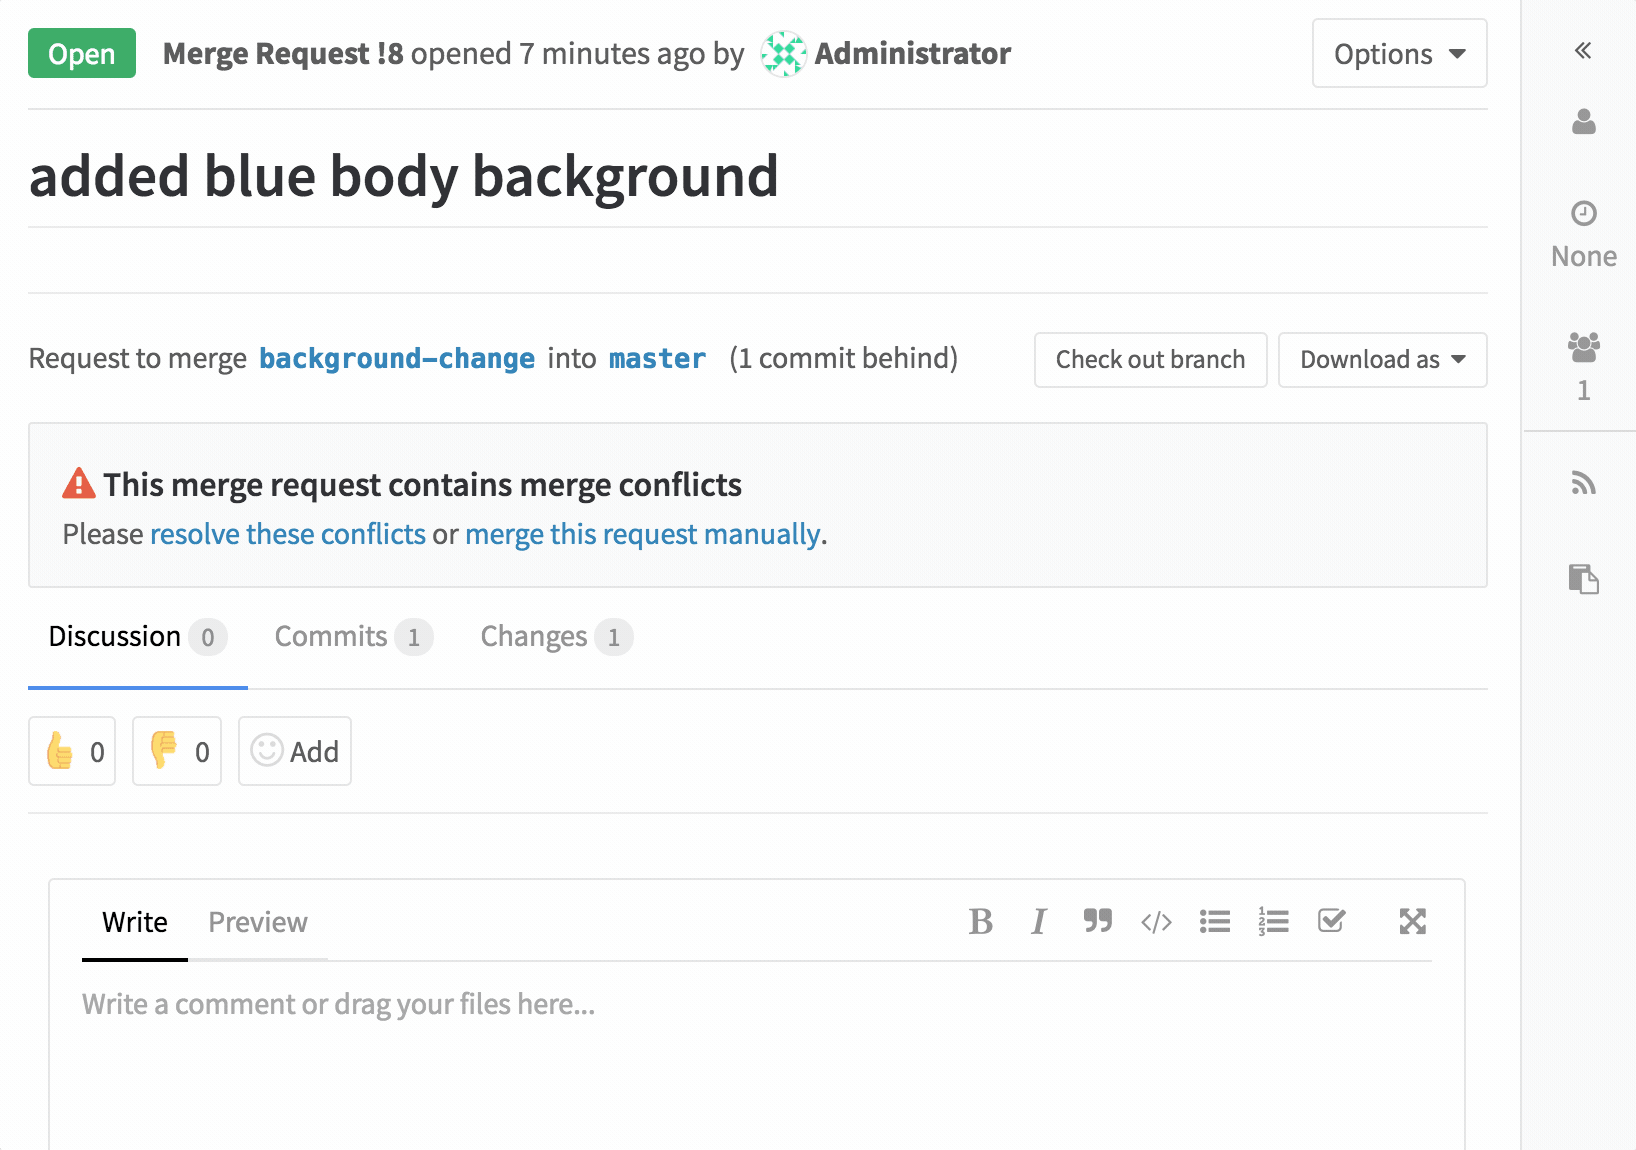 Open Merge Request !8 opened 7 minutes ago by Administrator Options
added blue body background
None
Request to merge background-change into master (1 commit behind) Check out branch Download as
1
This merge request contains merge conflicts
Please resolve these conflicts or merge this request manually.
Discussion 0 Commits 1 Changes 1
0 0 Add
Write Preview
Write a comment or drag your files here...